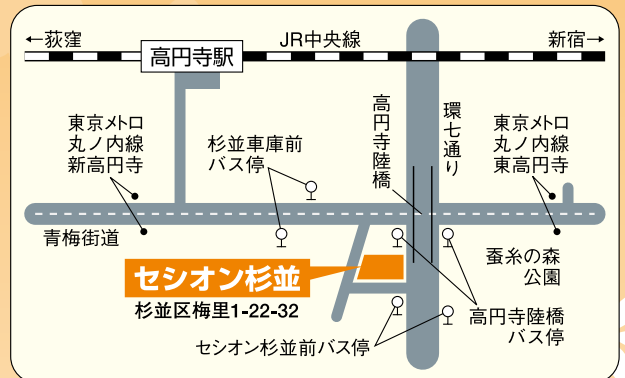 ←荻窪
JR中央線
新宿→
高円寺駅
東京メトロ
丸ノ内線
新高円寺
杉並車庫前
バス停
高円寺陸橋
環七通り
東京メトロ
丸ノ内線
東高円寺
青梅街道
セシオン杉並
杉並区梅里1-22-32
蚕糸の森
公園
高円寺陸橋
バス停
セシオン杉並前バス停